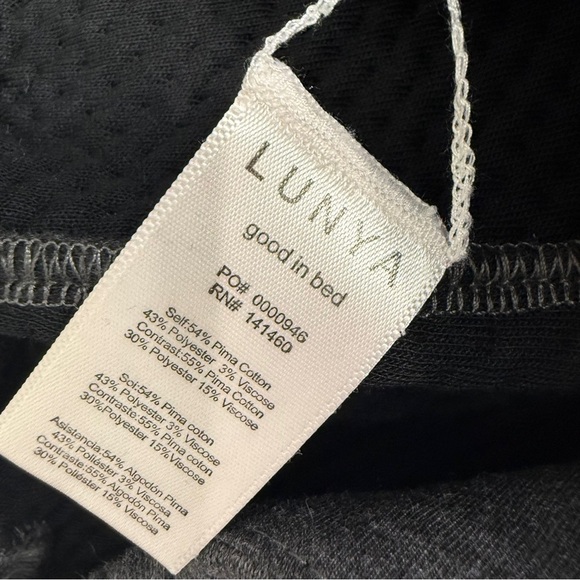 LUNYA
good in bed
PO# 0000946
RN# 141460
Self:54% Pima Cotton
43% Polyester 3% Viscose
Contrast:55% Pima Cotton
30% Polyester 15% Viscose
Soi:54% Pima coton
43% Polyester 3% Viscose
Contraste:55% Pima coton
30%Polyester 15%Viscose
Asistencia:54% Algodón Pima
43% Poliéster 3% Viscosa
Contraste:55% Algodón Pima
30% Poliéster 15% Viscosa